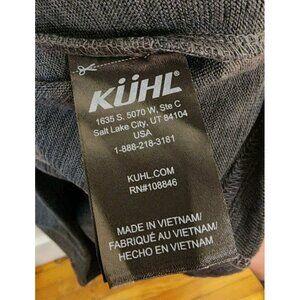 KÜHL
1635 S. 5070 W, Ste C
Salt Lake City, UT 84104
USA
1-888-218-3181
KUHL.COM
RN#108846
MADE IN VIETNAM/
FABRIQUÉ AU VIETNAM/
HECHO EN VIETNAM